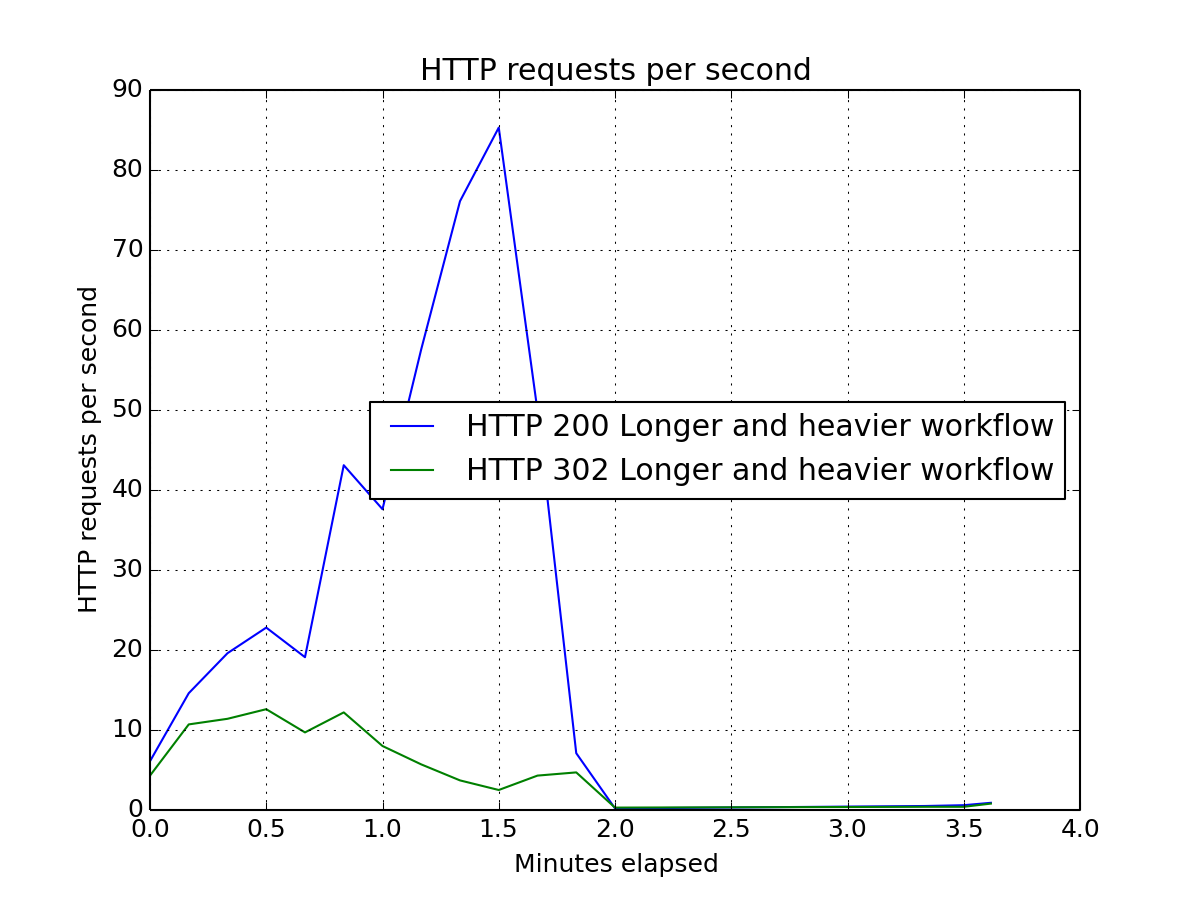 HTTP requests per second
90
80
70
60
50
40
30
20
10
0
HTTP requests per second
HTTP 200 Longer and heavier workflow
HTTP 302 Longer and heavier workflow
0.0 0.5 1.0 1.5 2.0 2.5 3.0 3.5 4.0
Minutes elapsed